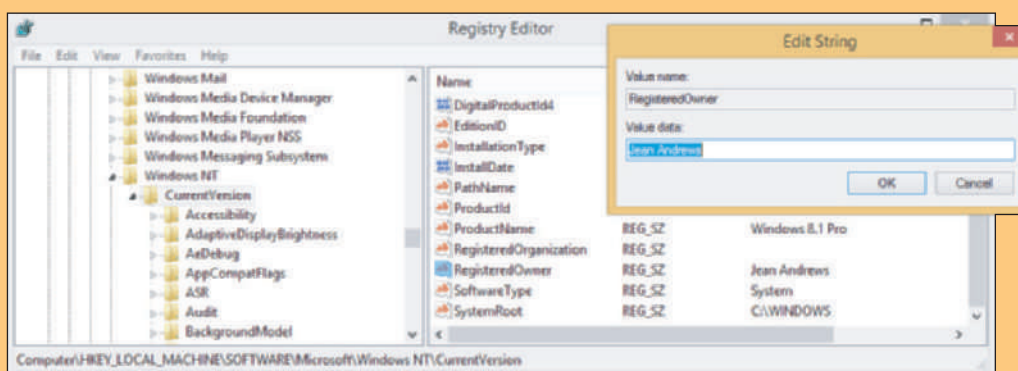 Registry Editor
File Edit View Favorites Help
Windows Mail
Windows Media Device Manager
Windows Media Foundation
Windows Media Player NSS
Windows Messaging Subsystem
Windows NT
CurrentVersion
Accessibility
AdaptiveDisplayBrightness
AeDebug
AppCompatFlags
ASR
Audit
BackgroundModel
Name
DigitalProductId4
EditionID
InstallationType
InstallDate
PathName
ProductId
ProductName REG_SZ Windows 8.1 Pro
RegisteredOrganization REG_SZ
RegisteredOwner REG_SZ Jean Andrews
SoftwareType REG_SZ System
SystemRoot REG_SZ C:\WINDOWS
Computer\HKEY_LOCAL_MACHINE\SOFTWARE\Microsoft\Windows NT\CurrentVersion
Edit String
Value name:
RegisteredOwner
Value data:
Jean Andrews
OK Cancel